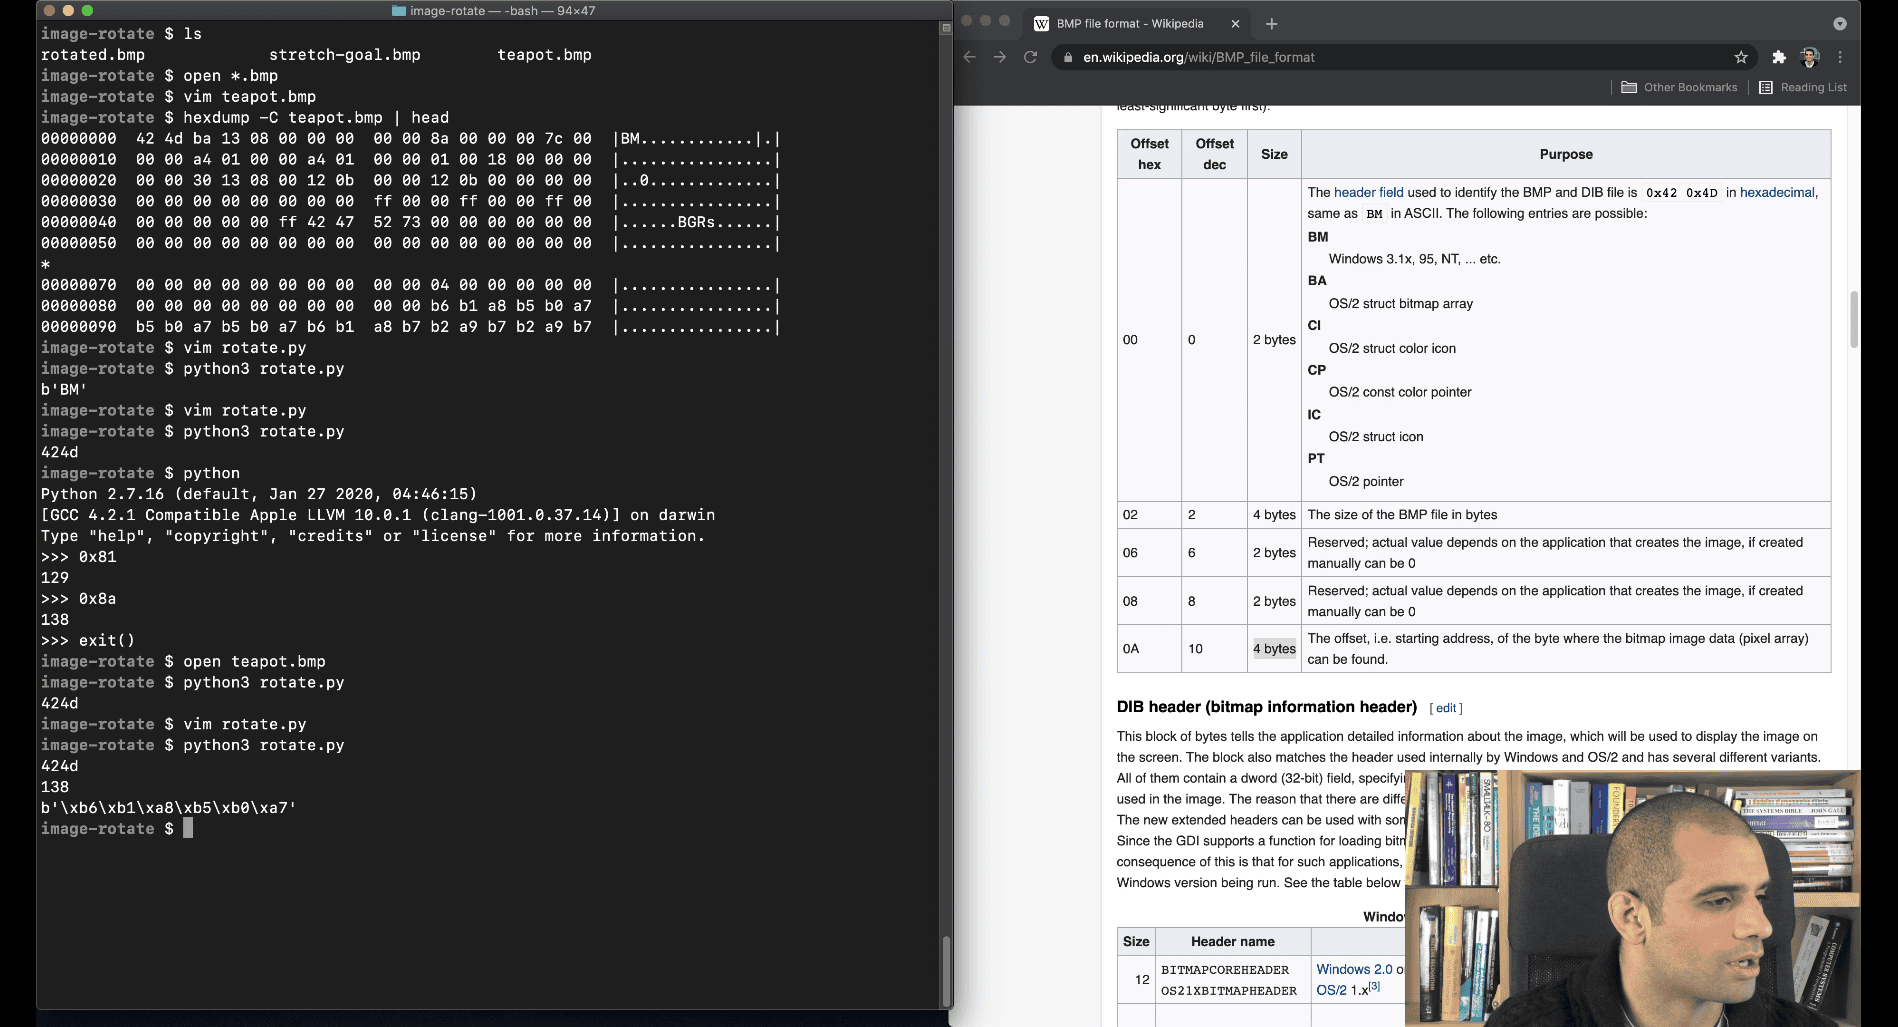 image-rotate — -bash — 94×47
image-rotate $ ls
rotated.bmp stretch-goal.bmp teapot.bmp
image-rotate $ open *.bmp
image-rotate $ vim teapot.bmp
image-rotate $ hexdump -C teapot.bmp | head
00000000  42 4d ba 13 08 00 00 00  00 00 8a 00 00 00 7c 00  |BM............|.|
00000010  00 00 a4 01 00 00 a4 01  00 00 01 00 18 00 00 00  |................|
00000020  00 00 30 13 08 00 12 0b  00 00 12 0b 00 00 00 00  |..0.............|
00000030  00 00 00 00 00 00 00 00  ff 00 00 ff 00 00 ff 00  |................|
00000040  00 00 00 00 00 ff 42 47  52 73 00 00 00 00 00 00  |......BGRs......|
00000050  00 00 00 00 00 00 00 00  00 00 00 00 00 00 00 00  |................|
*
00000070  00 00 00 00 00 00 00 00  00 00 04 00 00 00 00 00  |................|
00000080  00 00 00 00 00 00 00 00  00 00 b6 b1 a8 b5 b0 a7  |................|
00000090  b5 b0 a7 b5 b0 a7 b6 b1  a8 b7 b2 a9 b7 b2 a9 b7  |................|
image-rotate $ vim rotate.py
image-rotate $ python3 rotate.py
b'BM'
image-rotate $ vim rotate.py
image-rotate $ python3 rotate.py
424d
image-rotate $ python
Python 2.7.16 (default, Jan 27 2020, 04:46:15)
[GCC 4.2.1 Compatible Apple LLVM 10.0.1 (clang-1001.0.37.14)] on darwin
Type "help", "copyright", "credits" or "license" for more information.
>>> 0x81
129
>>> 0x8a
138
>>> exit()
image-rotate $ open teapot.bmp
image-rotate $ python3 rotate.py
424d
image-rotate $ vim rotate.py
image-rotate $ python3 rotate.py
424d
138
b'\xb6\xb1\xa8\xb5\xb0\xa7'
image-rotate $
W BMP file format - Wikipedia
en.wikipedia.org/wiki/BMP_file_format
Other Bookmarks Reading List
least-significant byte first).
Offset hex Offset dec Size Purpose
00 0 2 bytes
The header field used to identify the BMP and DIB file is 0x42 0x4D in hexadecimal,
same as BM in ASCII. The following entries are possible:
BM
Windows 3.1x, 95, NT, ... etc.
BA
OS/2 struct bitmap array
CI
OS/2 struct color icon
CP
OS/2 const color pointer
IC
OS/2 struct icon
PT
OS/2 pointer
02 2 4 bytes The size of the BMP file in bytes
06 6 2 bytes Reserved; actual value depends on the application that creates the image, if created
manually can be 0
08 8 2 bytes Reserved; actual value depends on the application that creates the image, if created
manually can be 0
0A 10 4 bytes The offset, i.e. starting address, of the byte where the bitmap image data (pixel array)
can be found.
DIB header (bitmap information header) [ edit ]
This block of bytes tells the application detailed information about the image, which will be used to display the image on
the screen. The block also matches the header used internally by Windows and OS/2 and has several different variants.
All of them contain a dword (32-bit) field, specifyin
used in the image. The reason that there are diffe
The new extended headers can be used with som
Since the GDI supports a function for loading bitm
consequence of this is that for such applications,
Windows version being run. See the table below
Windo
Size Header name
12 BITMAPCOREHEADER Windows 2.0 o
OS21XBITMAPHEADER OS/2 1.x[3]
SMALLTALK-80
THE SYSTEMS BIBLE JOHN GALL
COMPUTER SYSTEMS